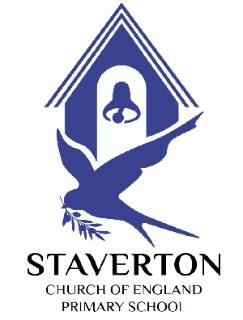 STAVERTON
CHURCH OF ENGLAND
PRIMARY SCHOOL